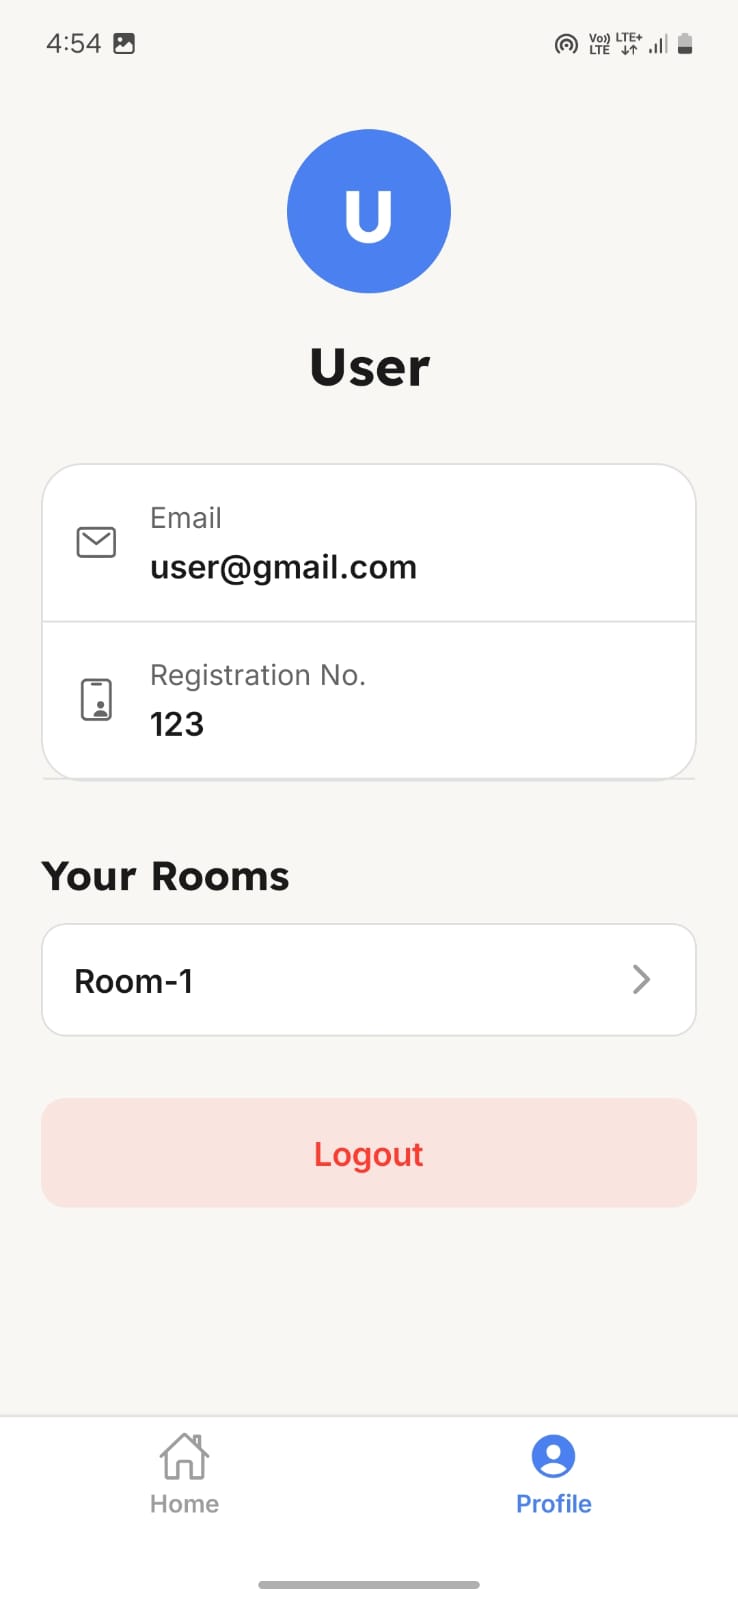 4:54
Vo)) LTE+
LTE
U
User
Email
user@gmail.com
Registration No.
123
Your Rooms
Room-1
Logout
Home
Profile